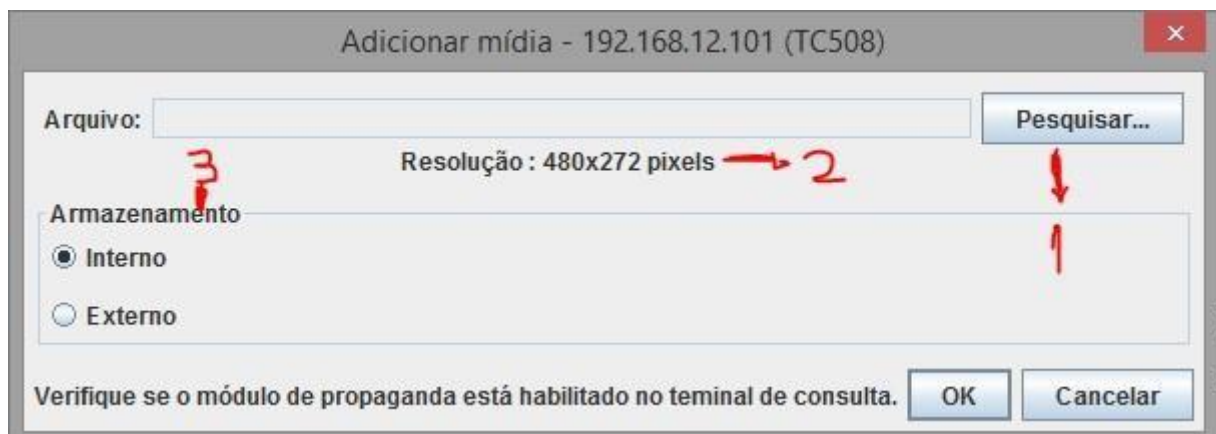 Adicionar mídia - 192.168.12.101 (TC508)
Arquivo: Pesquisar...
Resolução : 480x272 pixels 2
3
1
Armazenamento
Interno
Externo
Verifique se o módulo de propaganda está habilitado no teminal de consulta. OK Cancelar